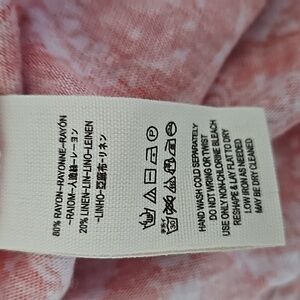 80% RAYON–RAYONNE–RAYÓN
–RAION–人造絲–レーヨン
20% LINEN–LIN–LINO–LEINEN
–LINHO–亞麻布–リネン
HAND WASH COLD SEPARATELY
DO NOT WRING OR TWIST
USE ONLY NON-CHLORINE BLEACH
RESHAPE & LAY FLAT TO DRY
LOW IRON AS NEEDED
MAY BE DRY CLEANED